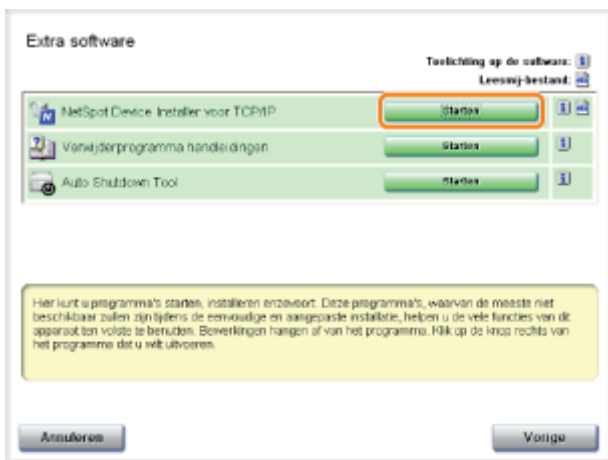 Extra software
Toelichting op de software:
Leesmij-bestand:
NetSpot Device Installer voor TCP/IP
Starten
Verwijderprogramma handleidingen
Starten
Auto Shutdown Tool
Starten
Hier kunt u programma's starten, installeren enzovoort. Deze programma's, waarvan de meeste niet
beschikbaar zullen zijn tijdens de eenvoudige en aangepaste installatie, helpen u de vele functies van dit
apparaat ten volste te benutten. Bewerkingen hangen af van het programma. Klik op de knop rechts van
het programma dat u wilt uitvoeren.
Annuleren
Vorige